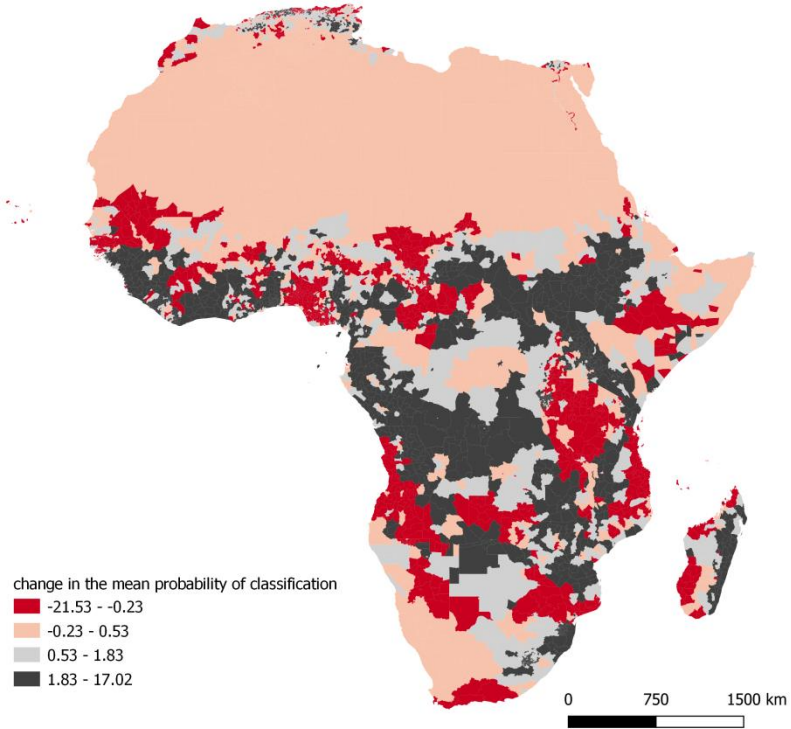 change in the mean probability of classification
-21.53 - -0.23
-0.23 - 0.53
0.53 - 1.83
1.83 - 17.02
0 750 1500 km